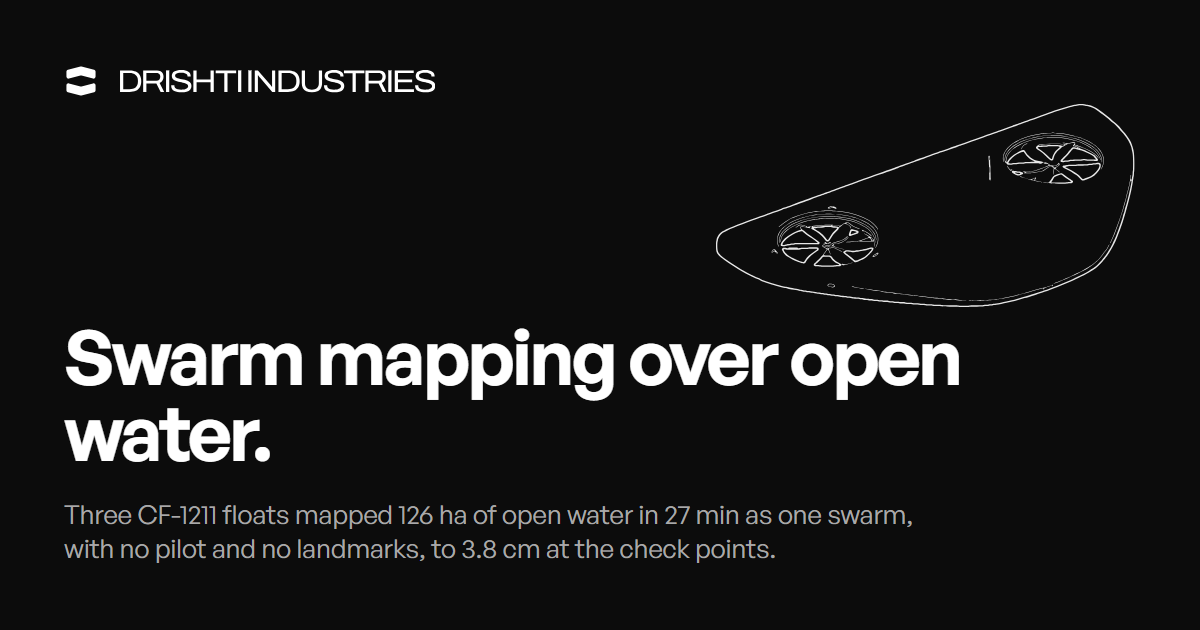 DRISHTI INDUSTRIES
Swarm mapping over open
water.
Three CF-1211 floats mapped 126 ha of open water in 27 min as one swarm,
with no pilot and no landmarks, to 3.8 cm at the check points.